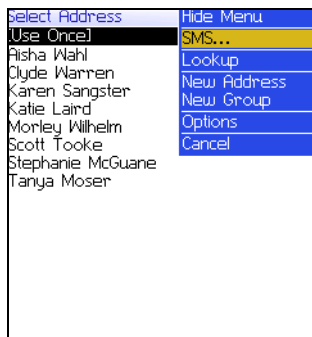 Select Address
[Use Once]
Aisha Wahl
Clyde Warren
Karen Sangster
Katie Laird
Morley Wilhelm
Scott Tooke
Stephanie McGuane
Tanya Moser
Hide Menu
SMS...
Lookup
New Address
New Group
Options
Cancel